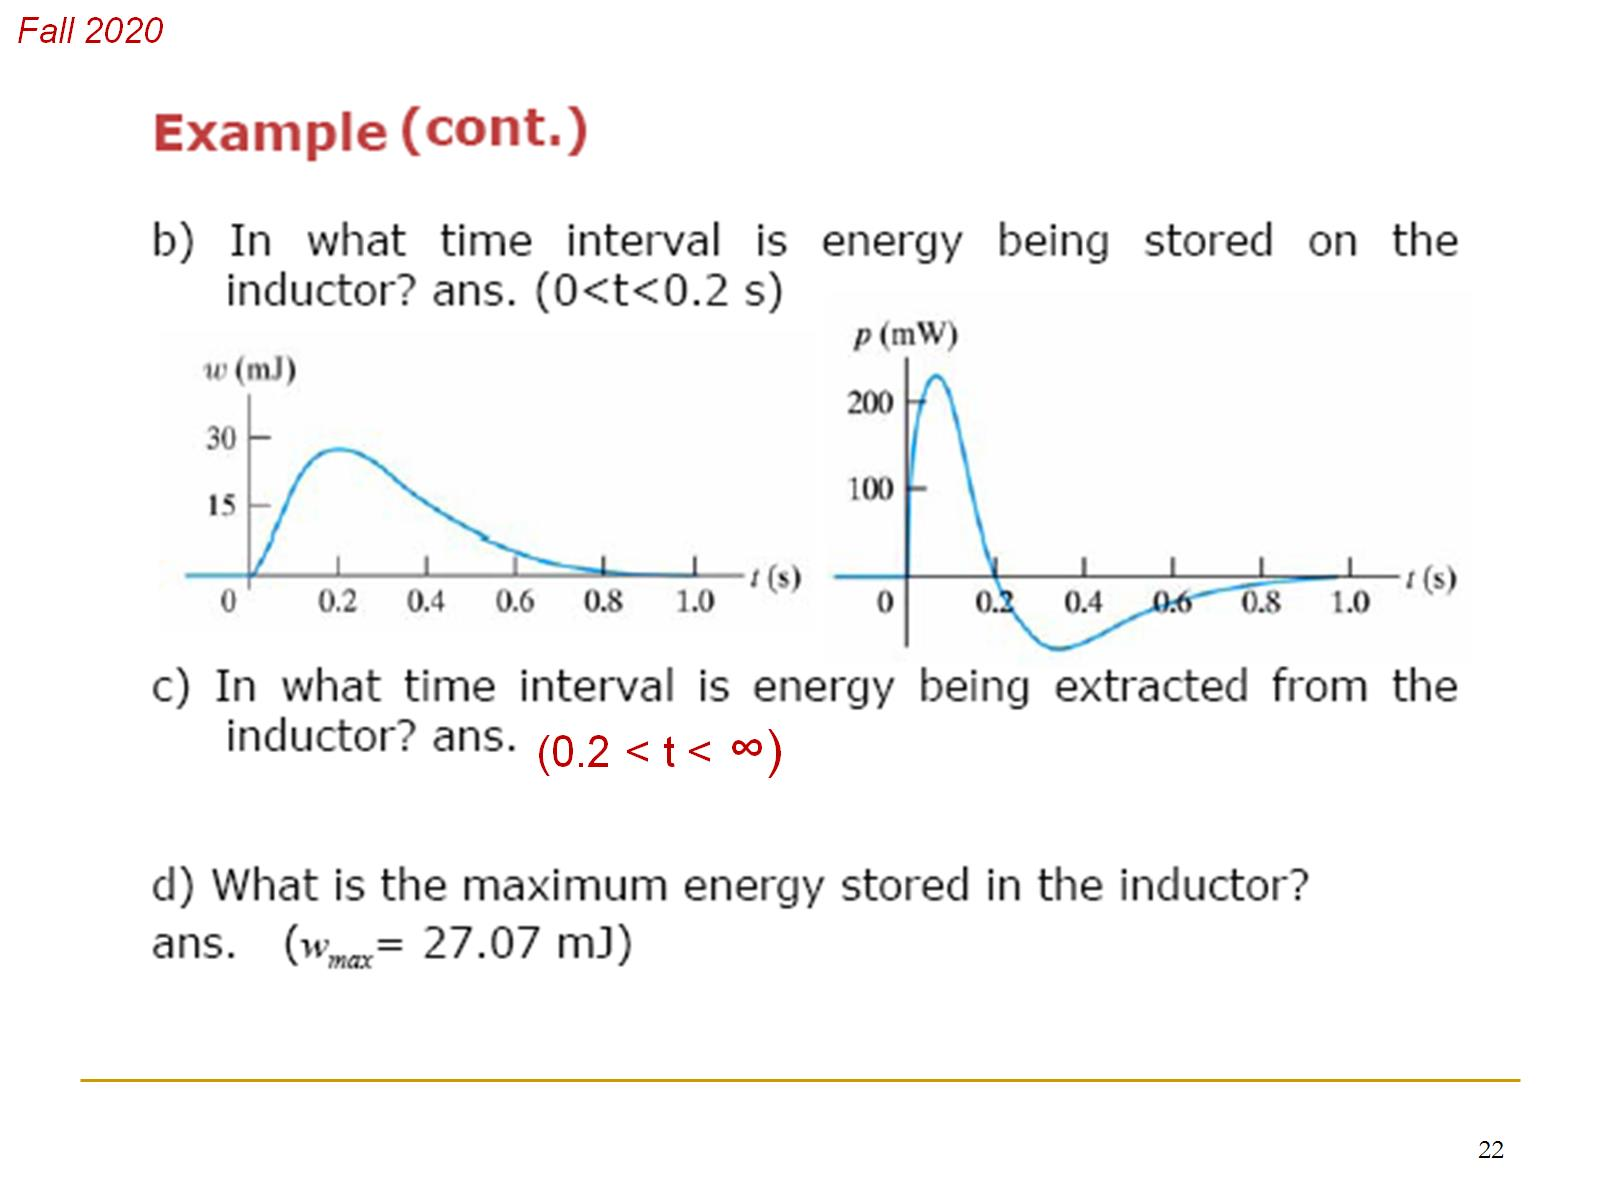 Fall 2020
Example (cont.)
b) In what time interval is energy being stored on the
inductor? ans. (0<t<0.2 s)
w (mJ)
30
15
0 0.2 0.4 0.6 0.8 1.0 t (s)
p (mW)
200
100
0 0.2 0.4 0.6 0.8 1.0 t (s)
c) In what time interval is energy being extracted from the
inductor? ans. (0.2 < t < ∞)
d) What is the maximum energy stored in the inductor?
ans. (wmax= 27.07 mJ)
22